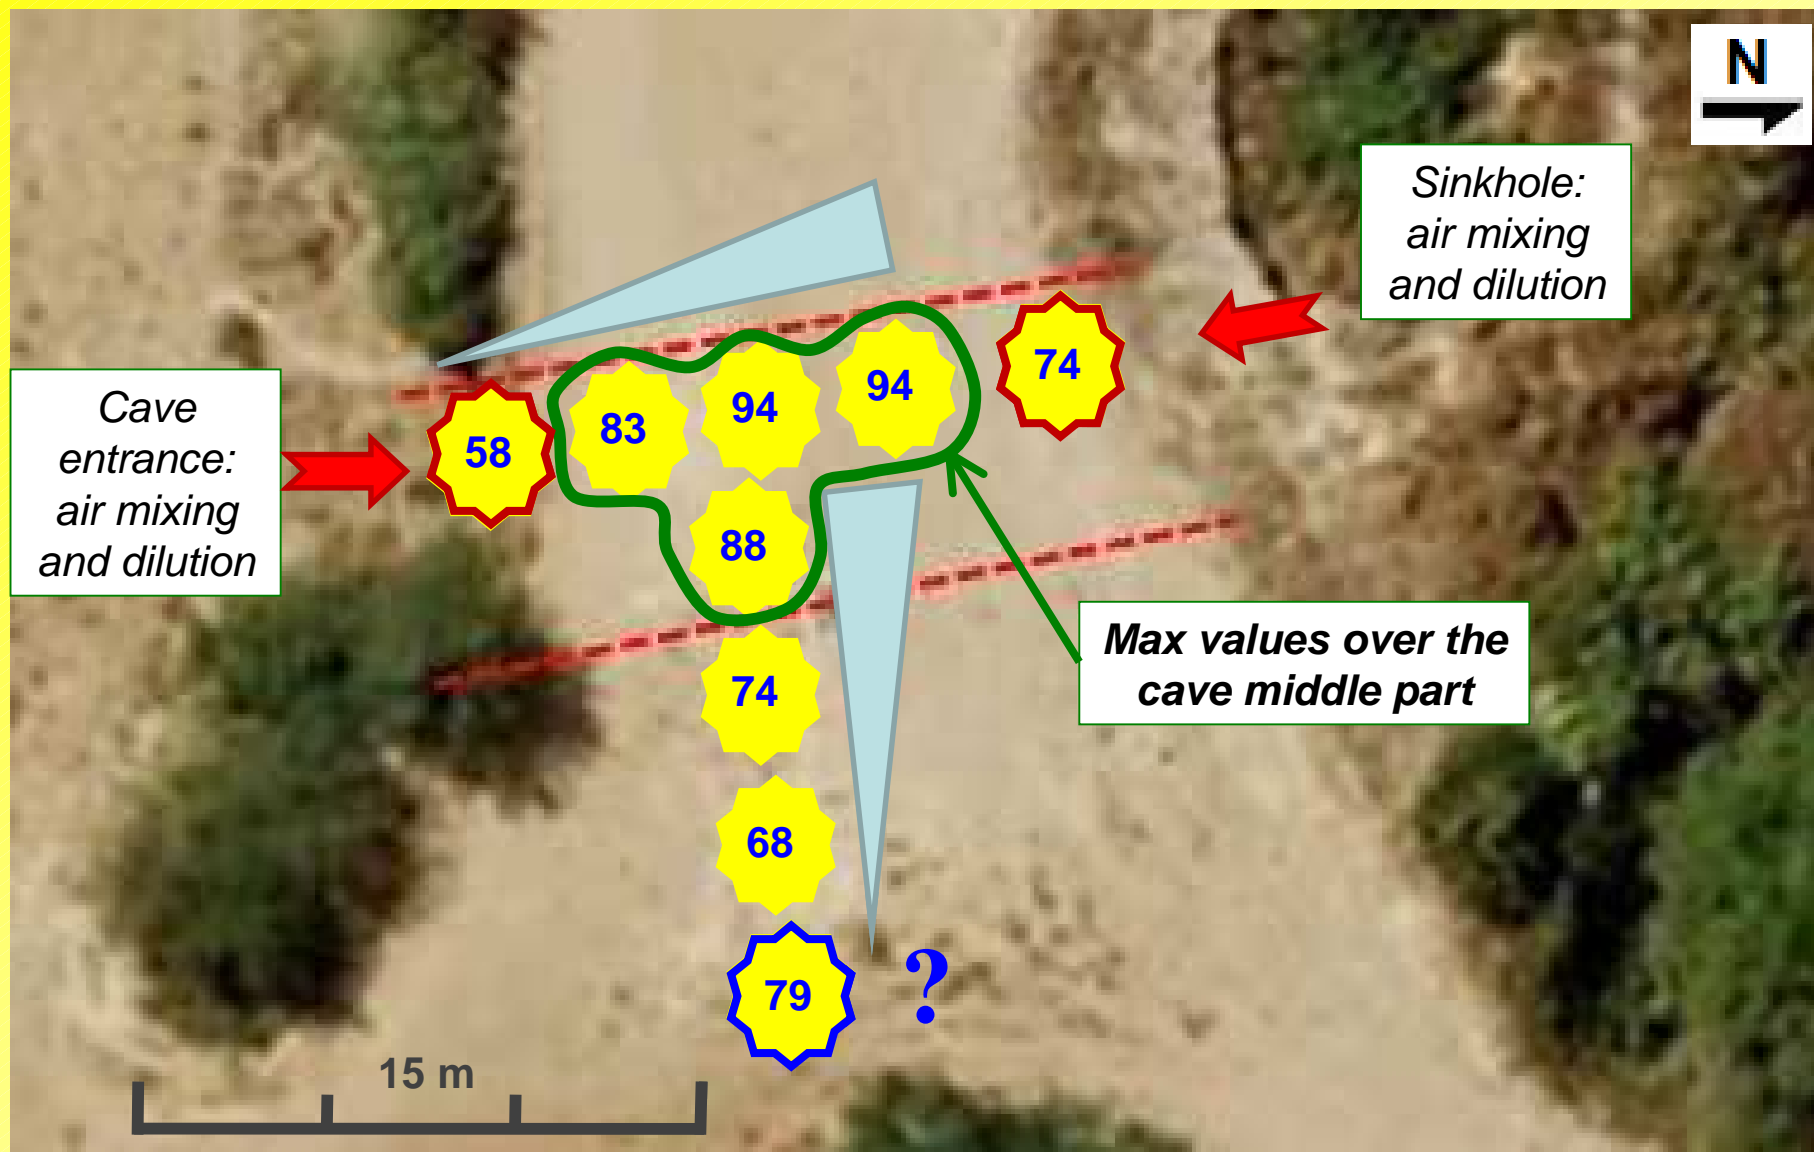 N
Sinkhole:
air mixing
and dilution
Cave
entrance:
air mixing
and dilution
58
83
94
94
74
88
Max values over the
cave middle part
74
68
79
?
15 m